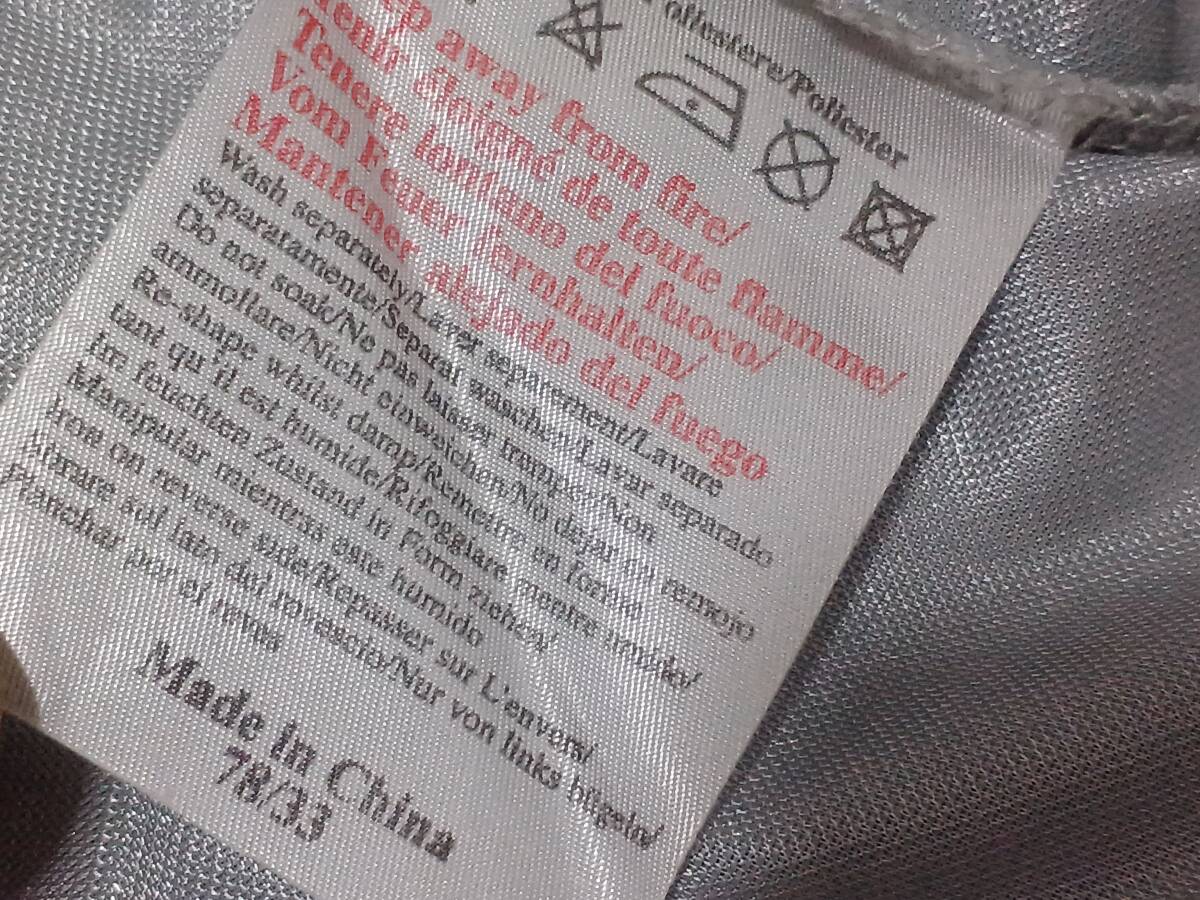 Poliestere/Poliester
ep away from fire/
Tenir éloigné de toute flamme/
Tenere lontano del fuoco/
Vom Feuer fernhalten/
Mantener alejado del fuego
Wash separately/Laver separement/Lavare
separatamente/Separat waschen/Lavar separado
Do not soak/Ne pas laisser tremper/Non
ammollare/Nicht einweichen/No dejar en remojo
Re-shape whilst damp/Remettre en forme
tant qu'il est humide/Rifoggiare mentre umido/
Im feuchten Zustand in Form ziehen/
Manipular mientras este humido
Iron on reverse side/Repasser sur L'envers/
stirare sul lato del rovescio/Nur von links bügeln/
Planchar por el revés
Made in China
78/33